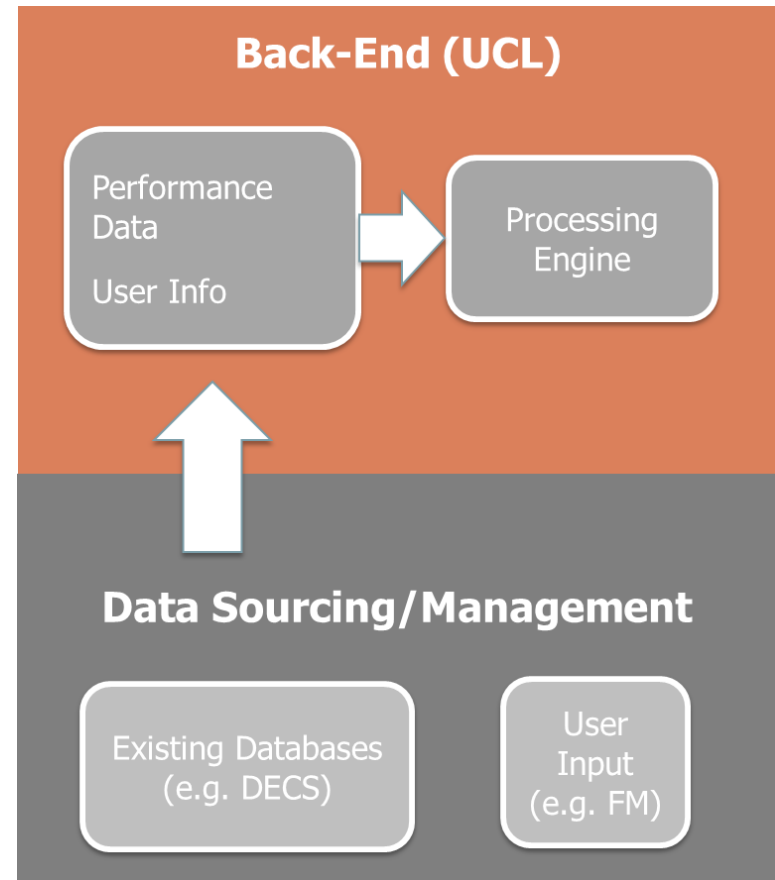 Back-End (UCL)
Performance
Data
User Info
Processing
Engine
Data Sourcing/Management
Existing Databases
(e.g. DECS)
User
Input
(e.g. FM)